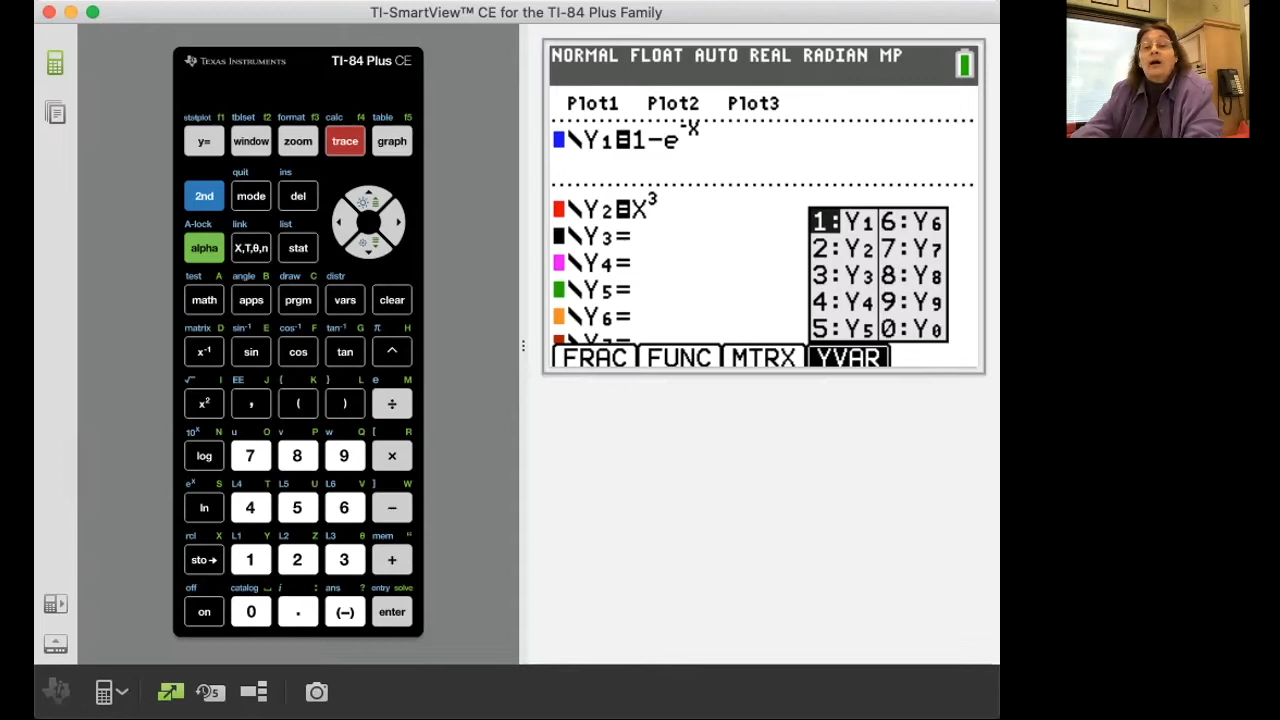 TI-SmartView™ CE for the TI-84 Plus Family
TEXAS INSTRUMENTS TI-84 Plus CE
statplot f1 tblset f2 format f3 calc f4 table f5
y= window zoom trace graph
quit ins
2nd mode del
A-lock link list
alpha X,T,θ,n stat
test A angle B draw C distr
math apps prgm vars clear
matrix D sin⁻¹ E cos⁻¹ F tan⁻¹ G π H
x⁻¹ sin cos tan ^
√‾ I EE J { K } L e M
x² , ( ) ÷
10ˣ N u O v P w Q [ R
log 7 8 9 ×
eˣ S L4 T L5 U L6 V ] W
ln 4 5 6 −
rcl X L1 Y L2 Z L3 θ mem "
sto→ 1 2 3 +
off catalog ⎵ i : ans ? entry solve
on 0 . (−) enter
NORMAL FLOAT AUTO REAL RADIAN MP
Plot1 Plot2 Plot3
\Y₁=1−e⁻ˣ
\Y₂=X³
\Y₃=
\Y₄=
\Y₅=
\Y₆=
1:Y₁ 6:Y₆
2:Y₂ 7:Y₇
3:Y₃ 8:Y₈
4:Y₄ 9:Y₉
5:Y₅ 0:Y₀
FRAC FUNC MTRX YVAR
5